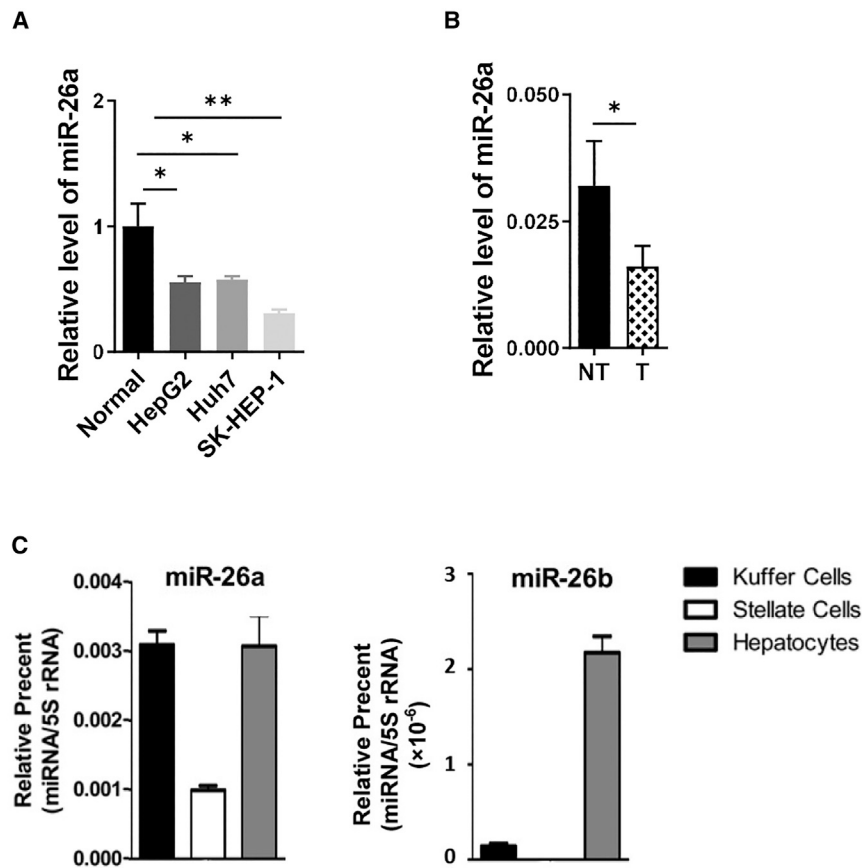 A
Relative level of miR-26a
2
1
0
**
*
*
Normal
HepG2
Huh7
SK-HEP-1
B
Relative level of miR-26a
0.050
0.025
0.000
*
NT
T
C
miR-26a
Relative Precent
(miRNA/5S rRNA)
0.004
0.003
0.002
0.001
0.000
miR-26b
Relative Precent
(miRNA/5S rRNA)
(×10⁻⁶)
3
2
1
0
Kuffer Cells
Stellate Cells
Hepatocytes